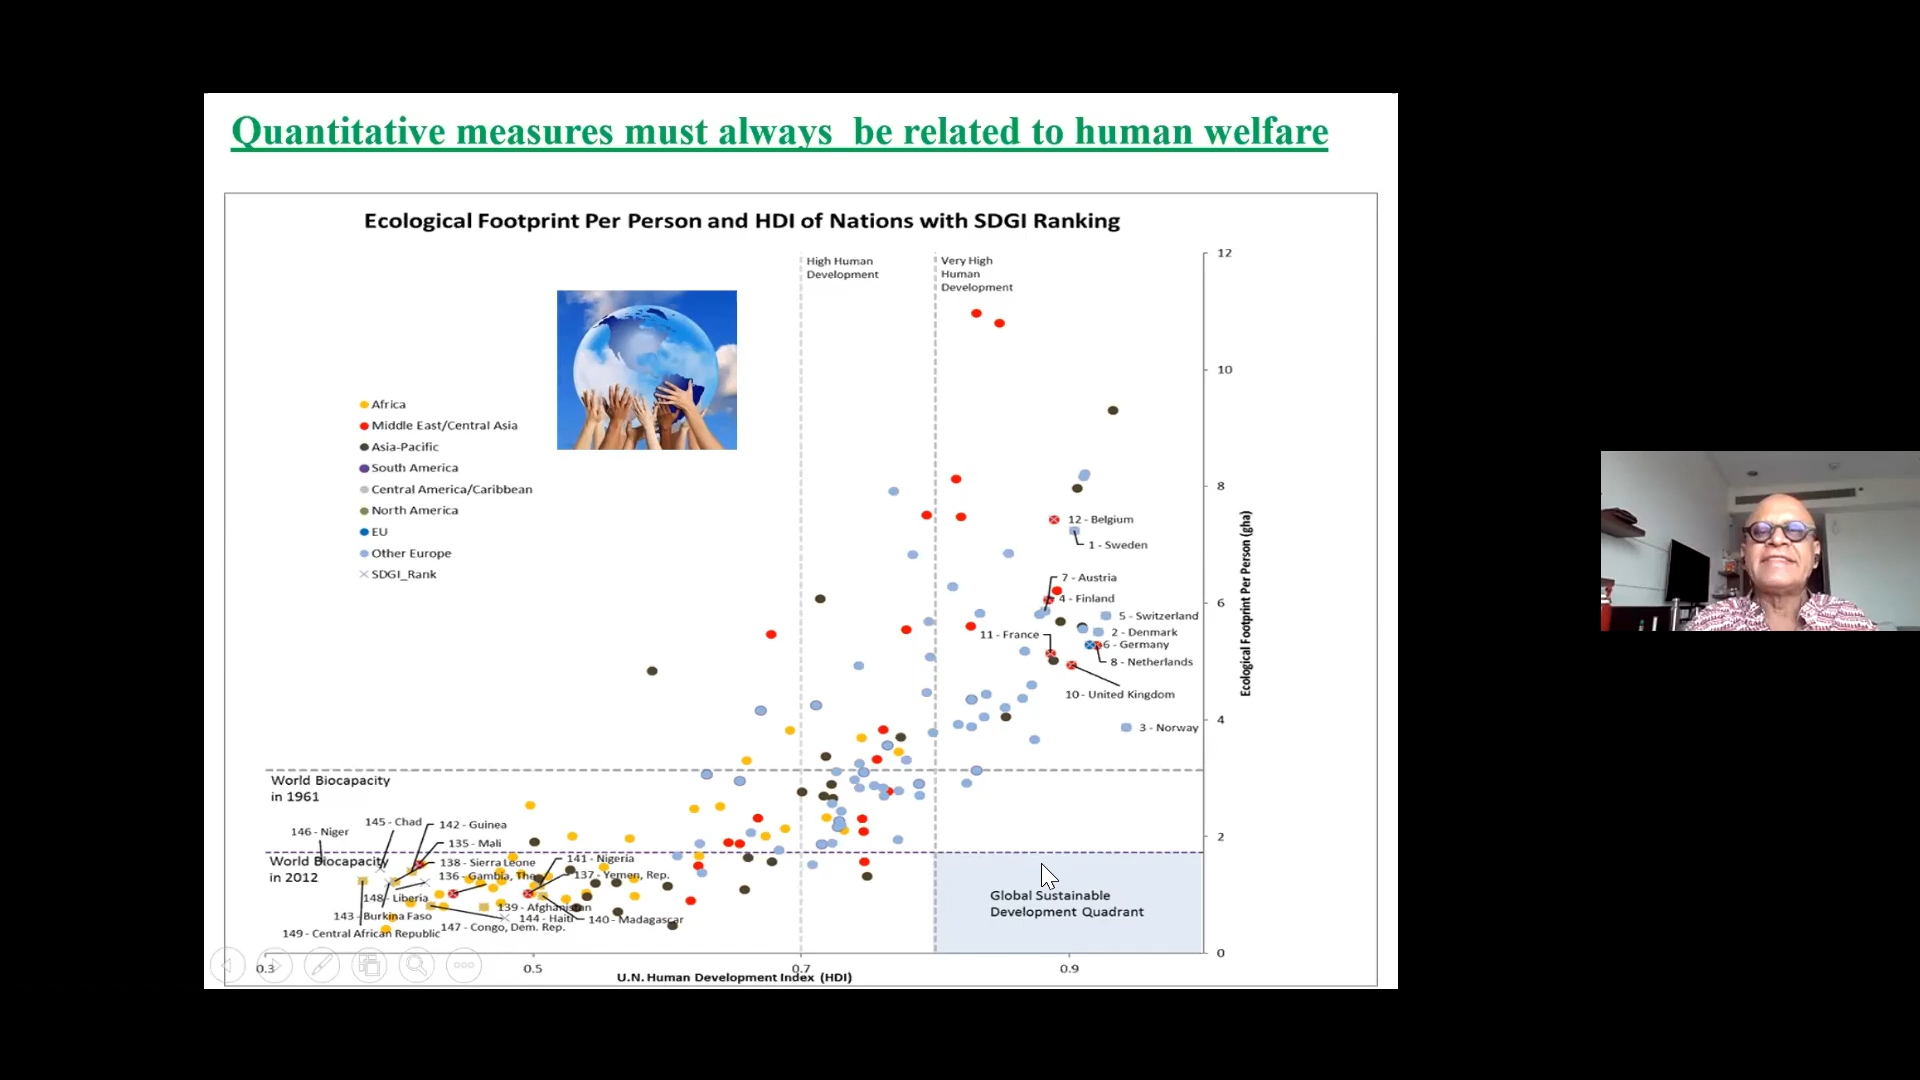 Quantitative measures must always be related to human welfare
Ecological Footprint Per Person and HDI of Nations with SDGI Ranking
High Human
Development
Very High
Human
Development
Africa
Middle East/Central Asia
Asia-Pacific
South America
Central America/Caribbean
North America
EU
Other Europe
SDGI_Rank
12
10
8
6
4
2
0
Ecological Footprint Per Person (gha)
12 - Belgium
1 - Sweden
7 - Austria
4 - Finland
5 - Switzerland
2 - Denmark
11 - France
6 - Germany
8 - Netherlands
10 - United Kingdom
3 - Norway
World Biocapacity
in 1961
145 - Chad
142 - Guinea
146 - Niger
135 - Mali
World Biocapacity
in 2012
138 - Sierra Leone
141 - Nigeria
136 - Gambia, The
137 - Yemen, Rep.
148 - Liberia
139 - Afghanistan
143 - Burkina Faso
144 - Haiti
140 - Madagascar
147 - Congo, Dem. Rep.
149 - Central African Republic
Global Sustainable
Development Quadrant
0.3
0.5
0.7
0.9
U.N. Human Development Index (HDI)